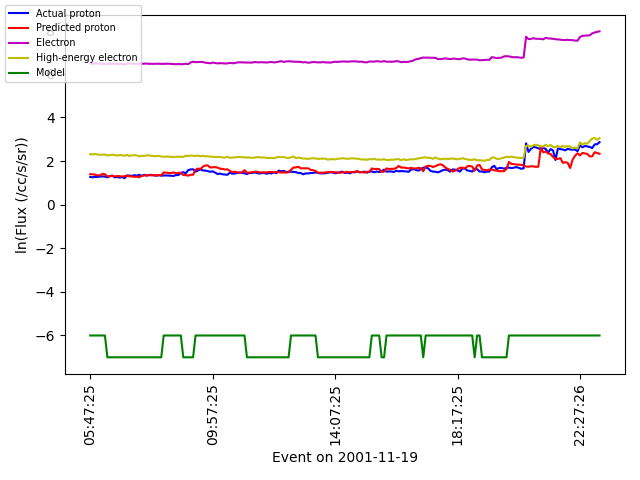 Actual proton
Predicted proton
Electron
High-energy electron
Model
4
2
0
−2
−4
−6
ln(Flux (/cc/s/sr))
05:47:25
09:57:25
14:07:25
18:17:25
22:27:26
Event on 2001-11-19